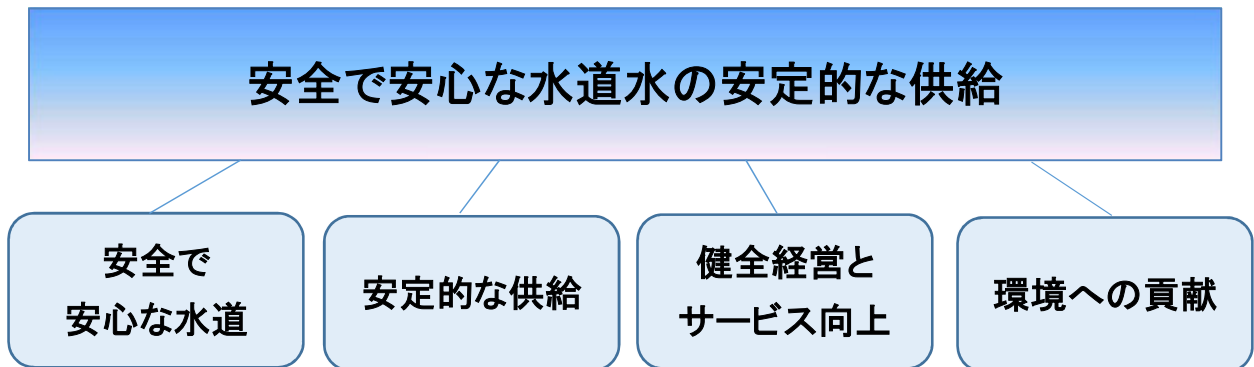 安全で安心な水道水の安定的な供給
安全で
安心な水道
安定的な供給
健全経営と
サービス向上
環境への貢献